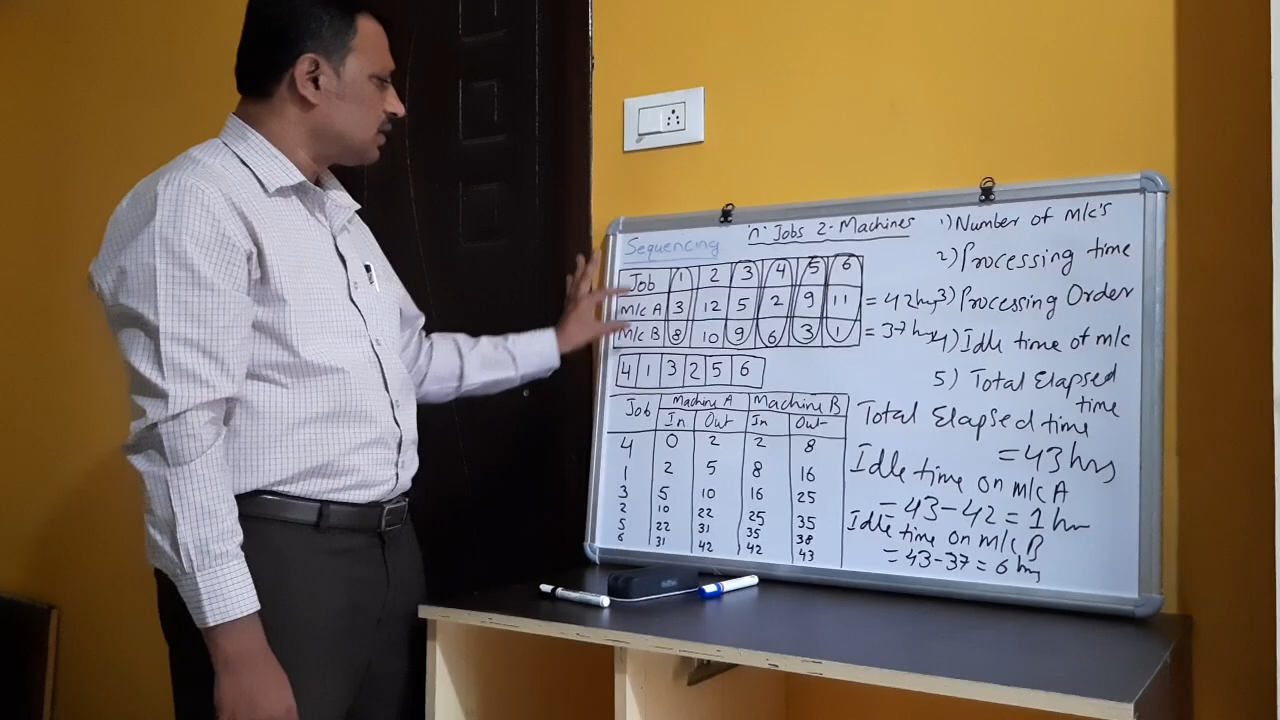 Sequencing
'n' Jobs 2-Machines
Job 1 2 3 4 5 6
M/c A 3 12 5 2 9 11 = 42 hrs
M/c B 8 10 9 6 3 1 = 37 hrs
4 1 3 2 5 6
Job Machine A Machine B
In Out In Out
4 0 2 2 8
1 2 5 8 16
3 5 10 16 25
2 10 22 25 35
5 22 31 35 38
6 31 42 42 43
1) Number of M/c's
2) Processing time
3) Processing Order
4) Idle time of m/c
5) Total Elapsed
time
Total Elapsed time
= 43 hrs
Idle time on m/c A
= 43-42 = 1 hr
Idle time on m/c B
= 43-37 = 6 hrs